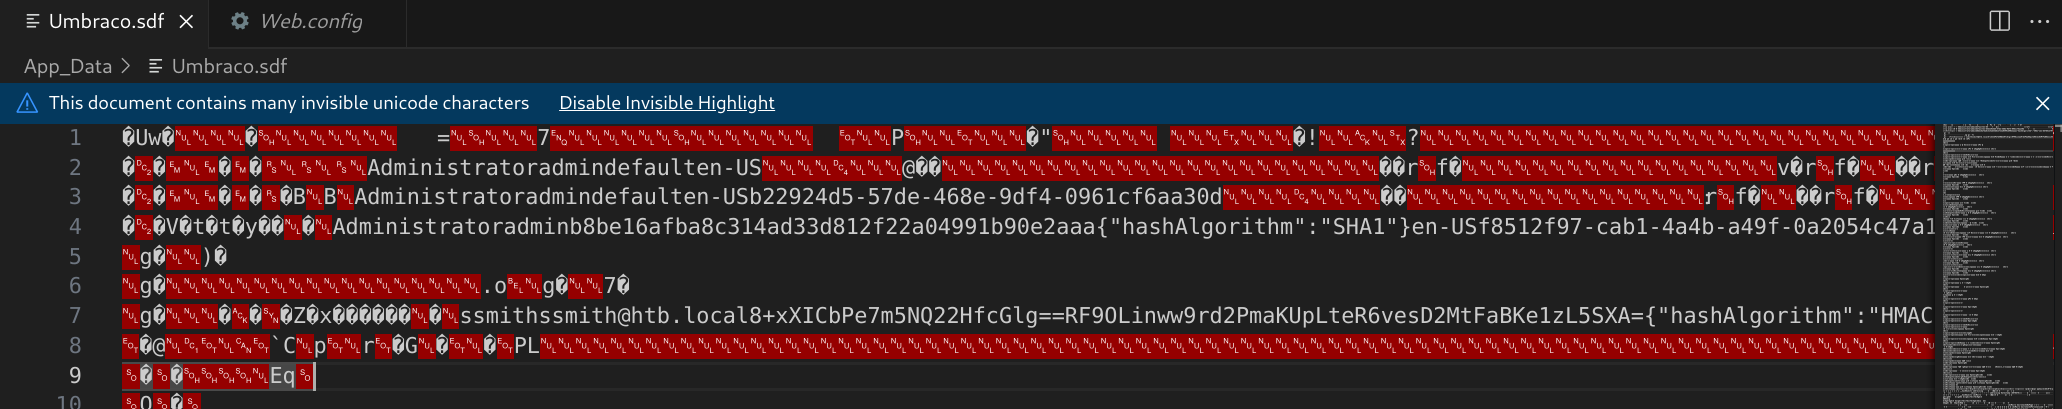 Umbraco.sdf Web.config
App_Data > Umbraco.sdf
This document contains many invisible unicode characters Disable Invisible Highlight
1 �Uw� � = 7 P �" �! ?
2 � � � Administratoradmindefaulten-US @�� ��r f� v�r f� ��r
3 � � � �B B Administratoradmindefaulten-USb22924d5-57de-468e-9df4-0961cf6aa30d �� r f� ��r f�
4 � V�t�t�y�� � Administratoradminb8be16afba8c314ad33d812f22a04991b90e2aaa{"hashAlgorithm":"SHA1"}en-USf8512f97-cab1-4a4b-a49f-0a2054c47a1
5 g� )�
6 g� .o g� 7�
7 g� � � �Z�x������� � ssmithssmith@htb.local8+xXICbPe7m5NQ22HfcGlg==RF9OLinww9rd2PmaKUpLteR6vesD2MtFaBKe1zL5SXA={"hashAlgorithm":"HMAC
8 �@ `C p r �G � � PL
9 � � Eq
10 O �